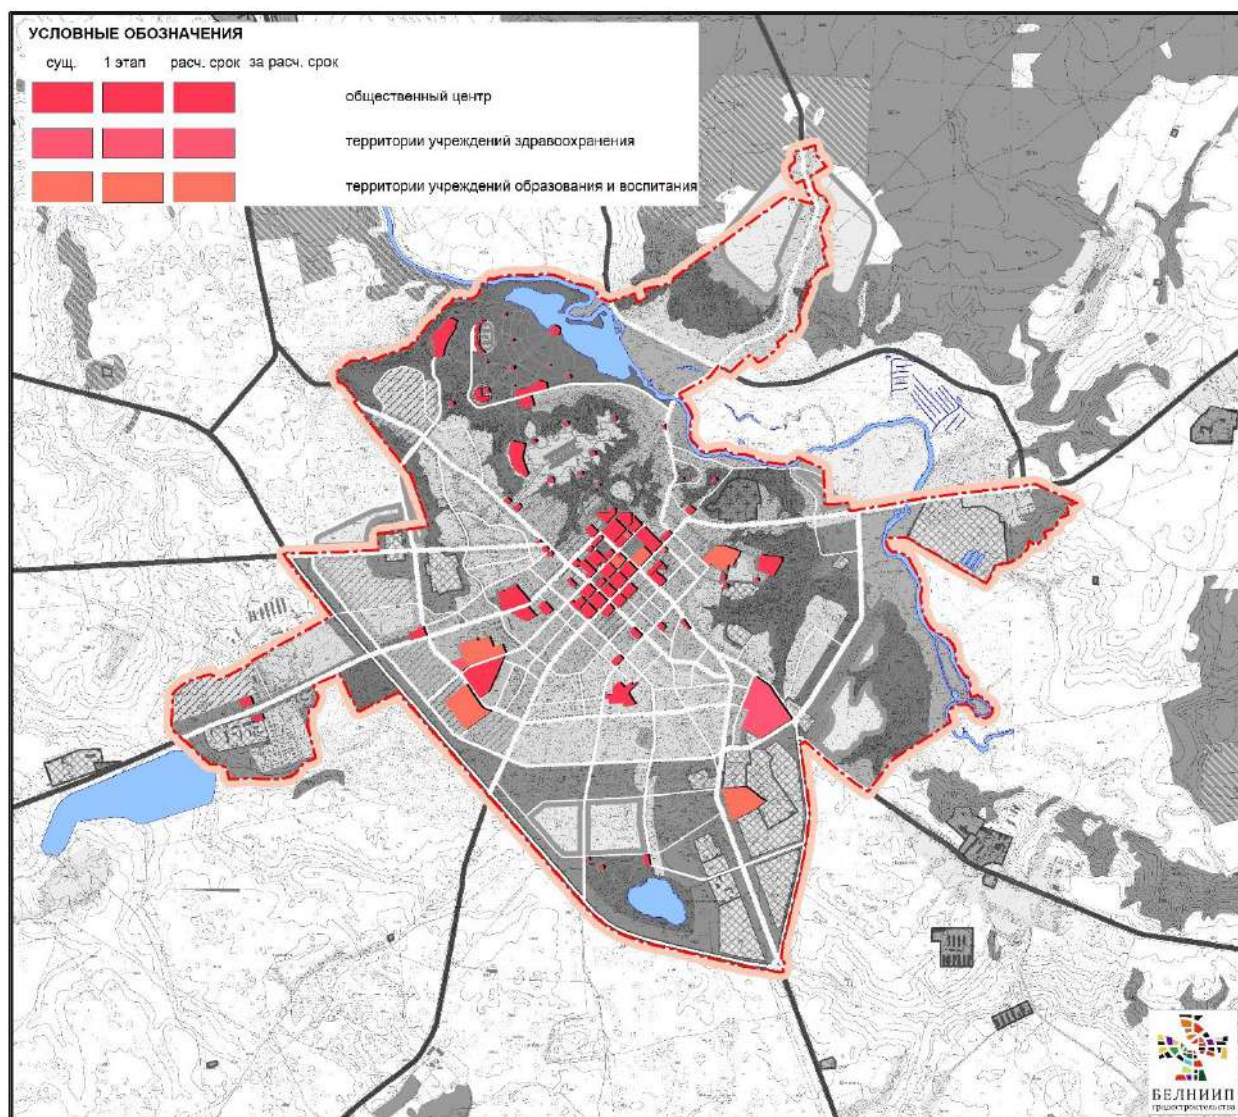 УСЛОВНЫЕ ОБОЗНАЧЕНИЯ
сущ. 1 этап расч. срок за расч. срок
общественный центр
территории учреждений здравоохранения
территории учреждений образования и воспитания
БЕЛНИИП
градостроительства